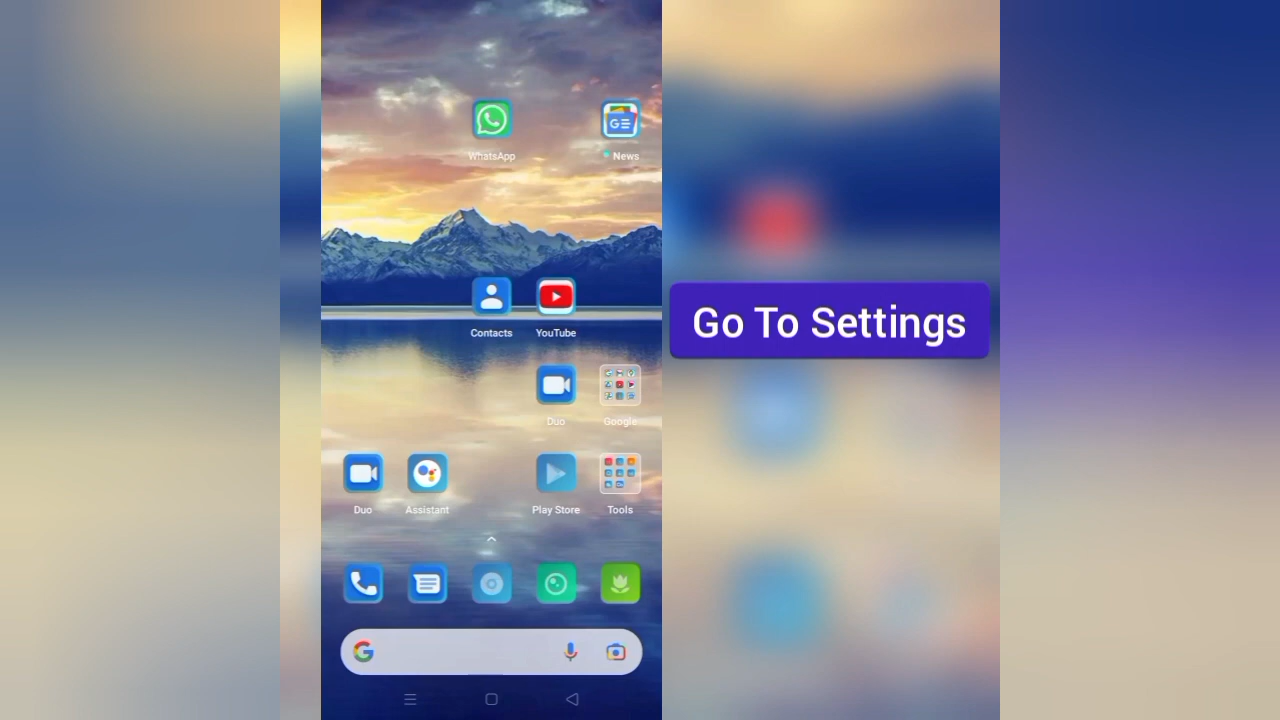 WhatsApp
News
Contacts
YouTube
Go To Settings
Duo
Google
Duo
Assistant
Play Store
Tools